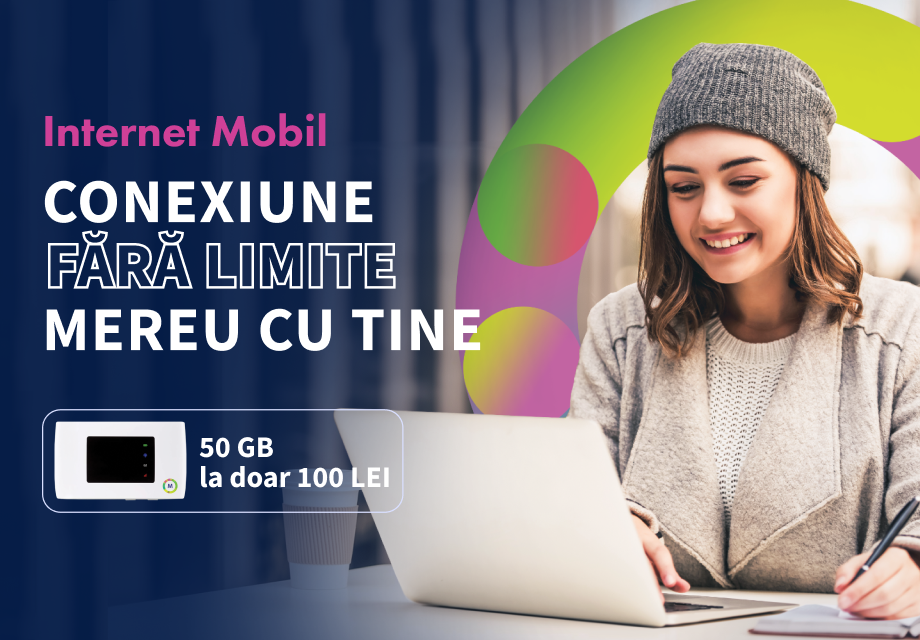 Internet Mobil
CONEXIUNE
FĂRĂ LIMITE
MEREU CU TINE
50 GB
la doar 100 LEI
M